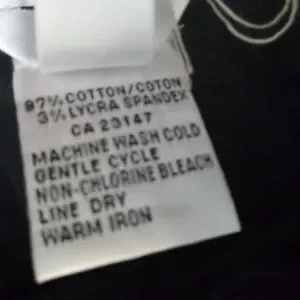 97% COTTON/COTON
3% LYCRA SPANDEX
CA 23147
MACHINE WASH COLD
GENTLE CYCLE
NON-CHLORINE BLEACH
LINE DRY
WARM IRON